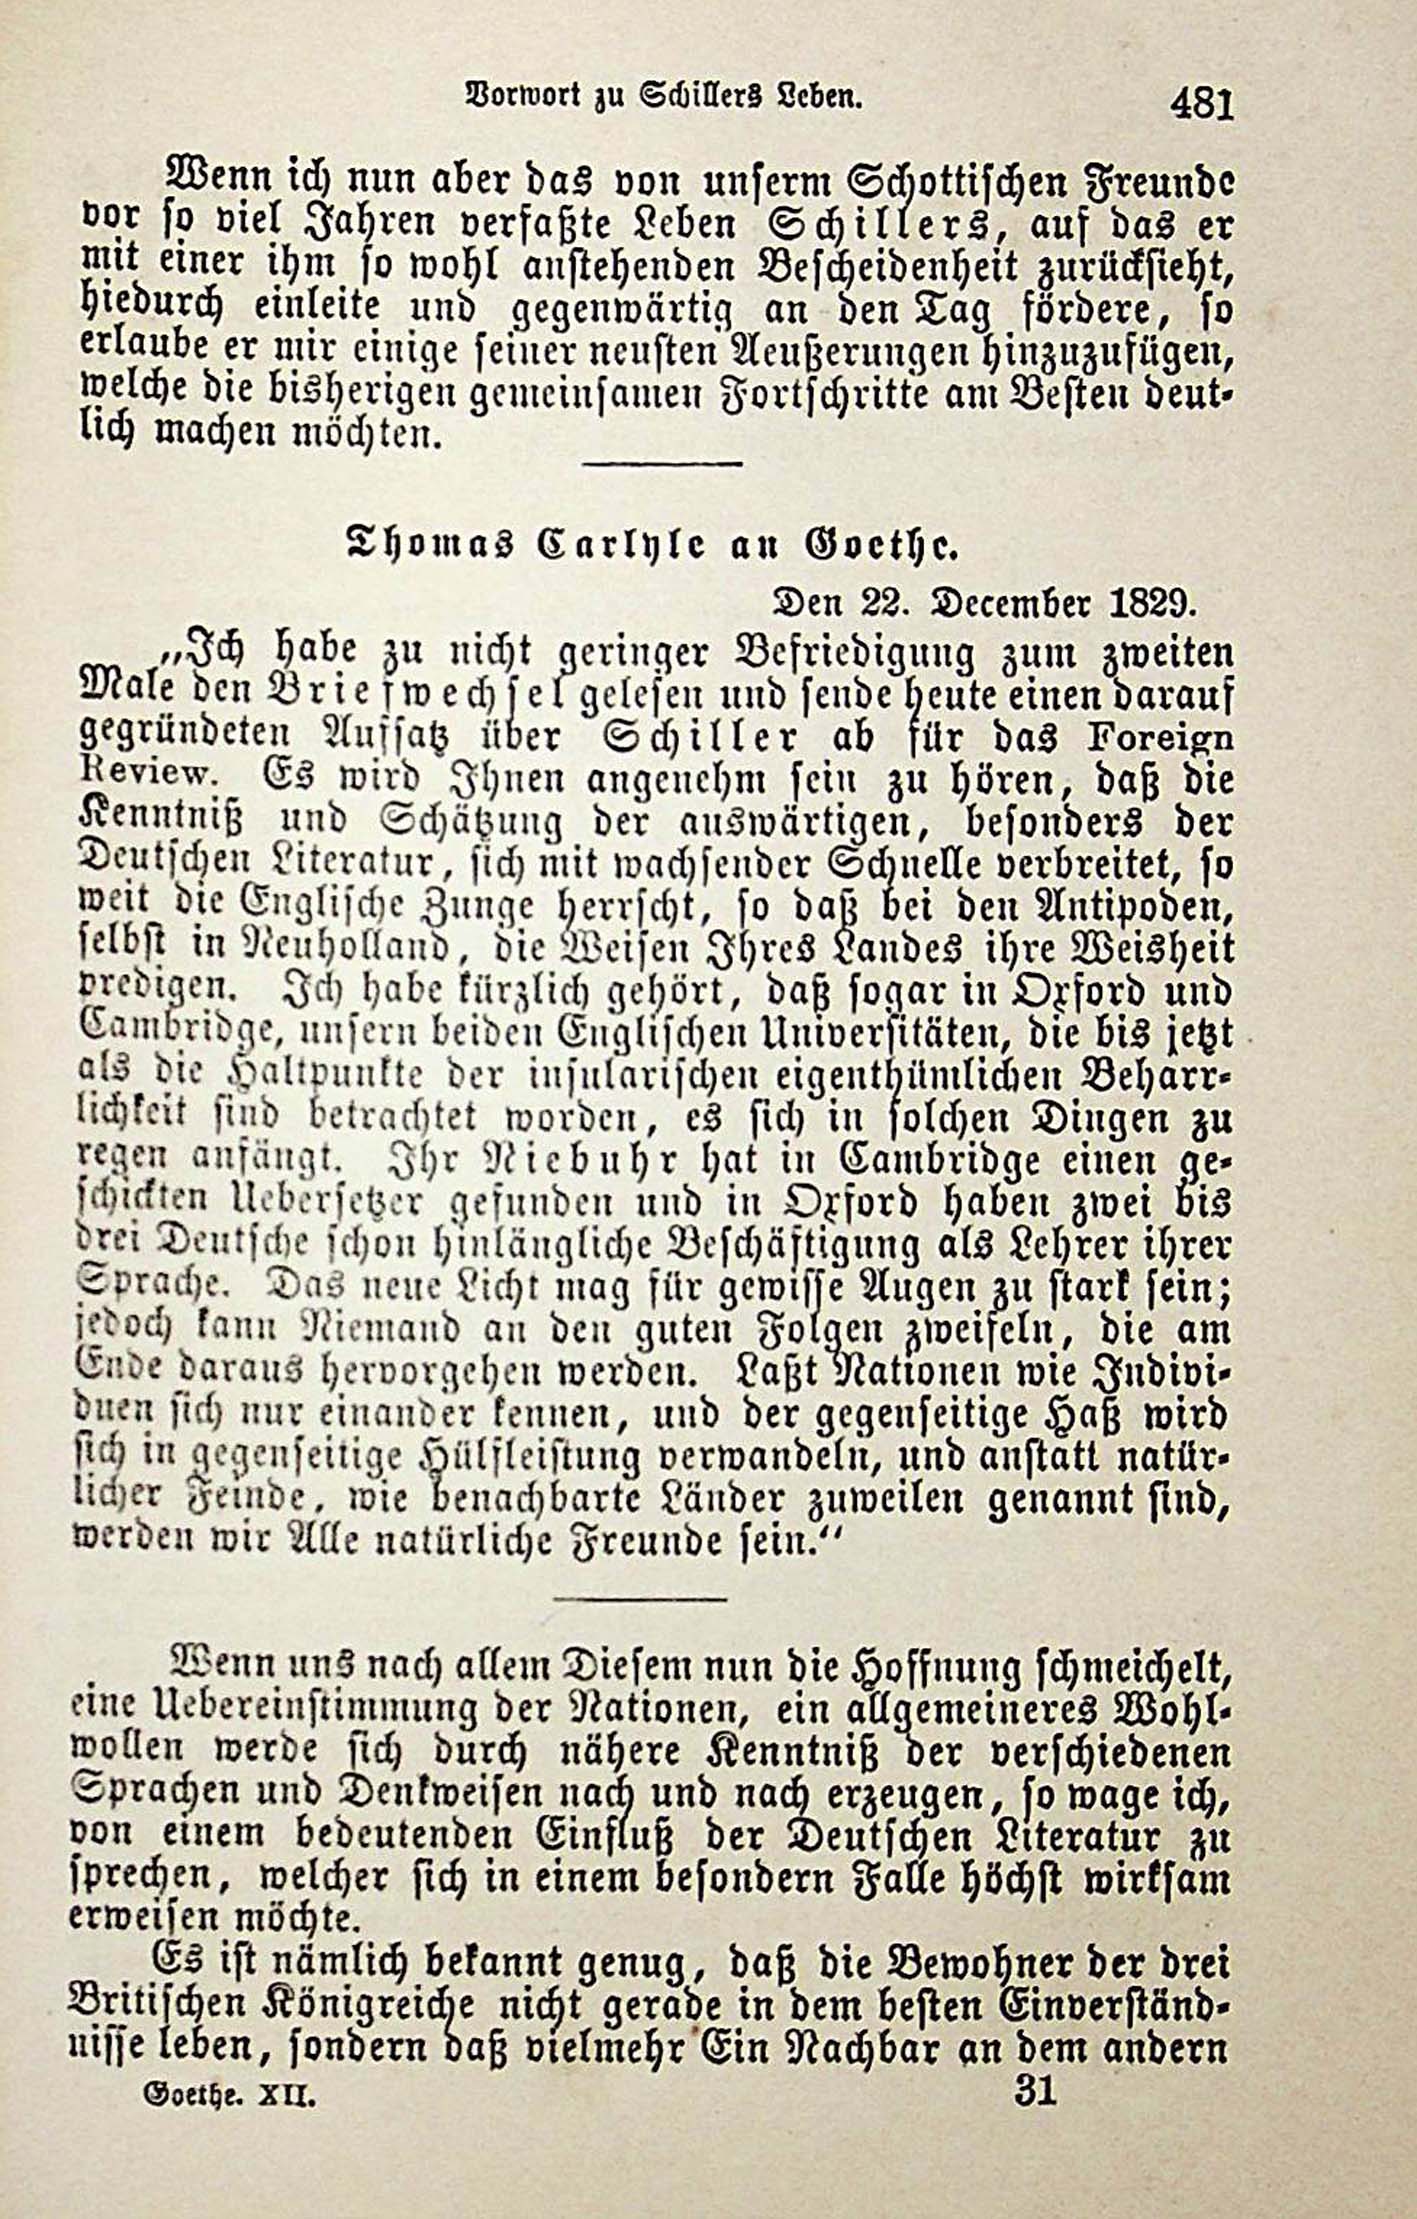 Vorwort zu Schillers Leben. 481
Wenn ich nun aber das von unserm Schottischen Freunde
vor so viel Jahren verfaßte Leben Schillers, auf das er
mit einer ihm so wohl anstehenden Bescheidenheit zurücksieht,
hiedurch einleite und gegenwärtig an den Tag fördere, so
erlaube er mir einige seiner neusten Aeußerungen hinzuzufügen,
welche die bisherigen gemeinsamen Fortschritte am Besten deut-
lich machen möchten.
Thomas Carlyle an Goethe.
Den 22. December 1829.
„Ich habe zu nicht geringer Befriedigung zum zweiten
Male den Briefwechsel gelesen und sende heute einen darauf
gegründeten Aufsatz über Schiller ab für das Foreign
Review. Es wird Ihnen angenehm sein zu hören, daß die
Kenntniß und Schätzung der auswärtigen, besonders der
Deutschen Literatur, sich mit wachsender Schnelle verbreitet, so
weit die Englische Zunge herrscht, so daß bei den Antipoden,
selbst in Neuholland, die Weisen Ihres Landes ihre Weisheit
predigen. Ich habe kürzlich gehört, daß sogar in Oxford und
Cambridge, unsern beiden Englischen Universitäten, die bis jetzt
als die Haltpunkte der insularischen eigenthümlichen Beharr-
lichkeit sind betrachtet worden, es sich in solchen Dingen zu
regen anfängt. Ihr Niebuhr hat in Cambridge einen ge-
schickten Uebersetzer gefunden und in Oxford haben zwei bis
drei Deutsche schon hinlängliche Beschäftigung als Lehrer ihrer
Sprache. Das neue Licht mag für gewisse Augen zu stark sein;
jedoch kann Niemand an den guten Folgen zweifeln, die am
Ende daraus hervorgehen werden. Laßt Nationen wie Indivi-
duen sich nur einander kennen, und der gegenseitige Haß wird
sich in gegenseitige Hülfleistung verwandeln, und anstatt natür-
licher Feinde, wie benachbarte Länder zuweilen genannt sind,
werden wir Alle natürliche Freunde sein.“
Wenn uns nach allem Diesem nun die Hoffnung schmeichelt,
eine Uebereinstimmung der Nationen, ein allgemeineres Wohl-
wollen werde sich durch nähere Kenntniß der verschiedenen
Sprachen und Denkweisen nach und nach erzeugen, so wage ich,
von einem bedeutenden Einfluß der Deutschen Literatur zu
sprechen, welcher sich in einem besondern Falle höchst wirksam
erweisen möchte.
Es ist nämlich bekannt genug, daß die Bewohner der drei
Britischen Königreiche nicht gerade in dem besten Einverständ-
nisse leben, sondern daß vielmehr Ein Nachbar an dem andern
Goethe. XII. 31